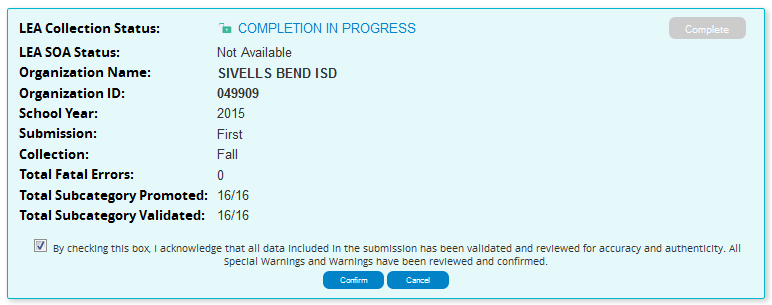 LEA Collection Status: COMPLETION IN PROGRESS Complete
LEA SOA Status: Not Available
Organization Name: SIVELLS BEND ISD
Organization ID: 049909
School Year: 2015
Submission: First
Collection: Fall
Total Fatal Errors: 0
Total Subcategory Promoted: 16/16
Total Subcategory Validated: 16/16
By checking this box, I acknowledge that all data included in the submission has been validated and reviewed for accuracy and authenticity. All
Special Warnings and Warnings have been reviewed and confirmed.
Confirm Cancel